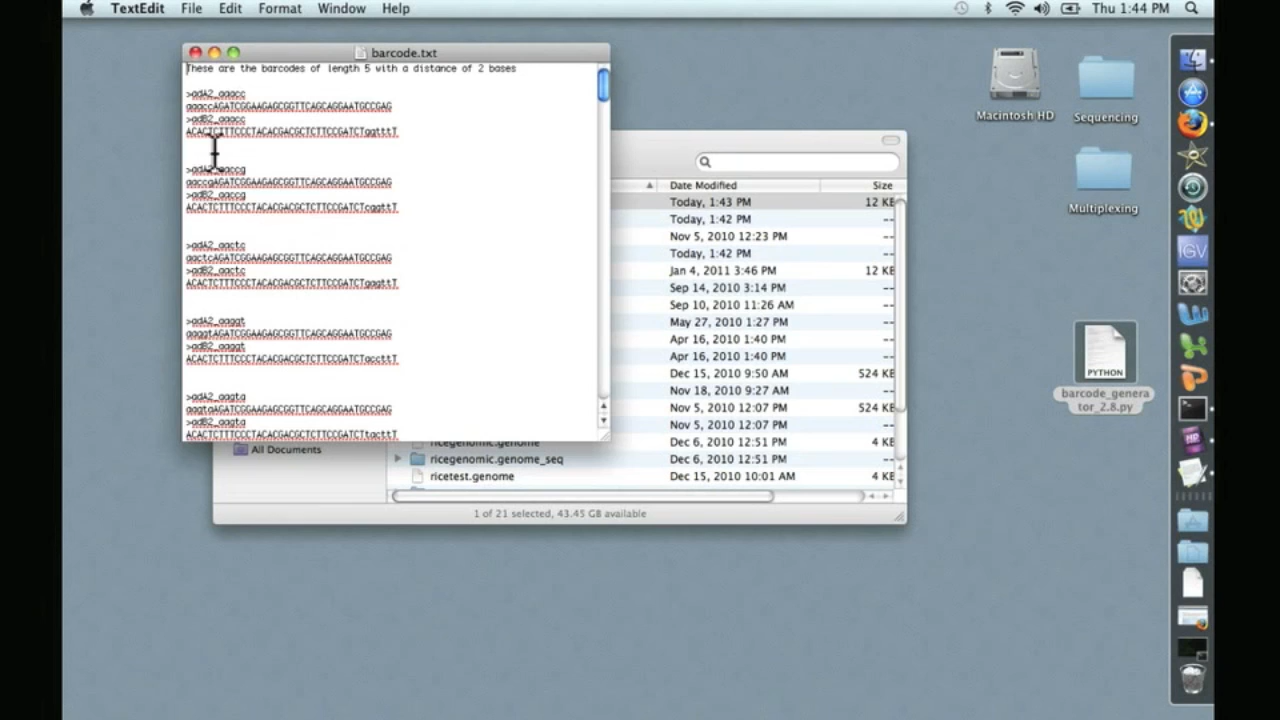 TextEdit File Edit Format Window Help Thu 1:44 PM
barcode.txt
These are the barcodes of length 5 with a distance of 2 bases
>adA2_aaacc
aaaccAGATCGGAAGAGCGGTTCAGCAGGAATGCCGAG
>adB2_aaacc
ACACTCTTTCCCTACACGACGCTCTTCCGATCTggtttT
>adA2_aaccg
aaccgAGATCGGAAGAGCGGTTCAGCAGGAATGCCGAG
>adB2_aaccg
ACACTCTTTCCCTACACGACGCTCTTCCGATCTcggttT
>adA2_aactc
aactcAGATCGGAAGAGCGGTTCAGCAGGAATGCCGAG
>adB2_aactc
ACACTCTTTCCCTACACGACGCTCTTCCGATCTgagttT
>adA2_aaggt
aaggtAGATCGGAAGAGCGGTTCAGCAGGAATGCCGAG
>adB2_aaggt
ACACTCTTTCCCTACACGACGCTCTTCCGATCTaccttT
>adA2_aagta
aagtaAGATCGGAAGAGCGGTTCAGCAGGAATGCCGAG
>adB2_aagta
ACACTCTTTCCCTACACGACGCTCTTCCGATCTtacttT
Date Modified Size
Today, 1:43 PM 12 KB
Today, 1:42 PM --
Nov 5, 2010 12:23 PM --
Today, 1:42 PM --
Jan 4, 2011 3:46 PM 12 KB
Sep 14, 2010 3:14 PM --
Sep 10, 2010 11:26 AM --
May 27, 2010 1:27 PM --
Apr 16, 2010 1:40 PM --
Apr 16, 2010 1:40 PM --
Dec 15, 2010 9:50 AM 524 KB
Nov 18, 2010 9:27 AM --
Nov 5, 2010 12:07 PM 524 KB
Nov 5, 2010 12:07 PM --
ricegenomic.genome Dec 6, 2010 12:51 PM 4 KB
All Documents
ricegenomic.genome_seq Dec 6, 2010 12:51 PM --
ricetest.genome Dec 15, 2010 10:01 AM 4 KB
1 of 21 selected, 43.45 GB available
Macintosh HD
Sequencing
Multiplexing
PYTHON
barcode_genera
tor_2.8.py
IGV